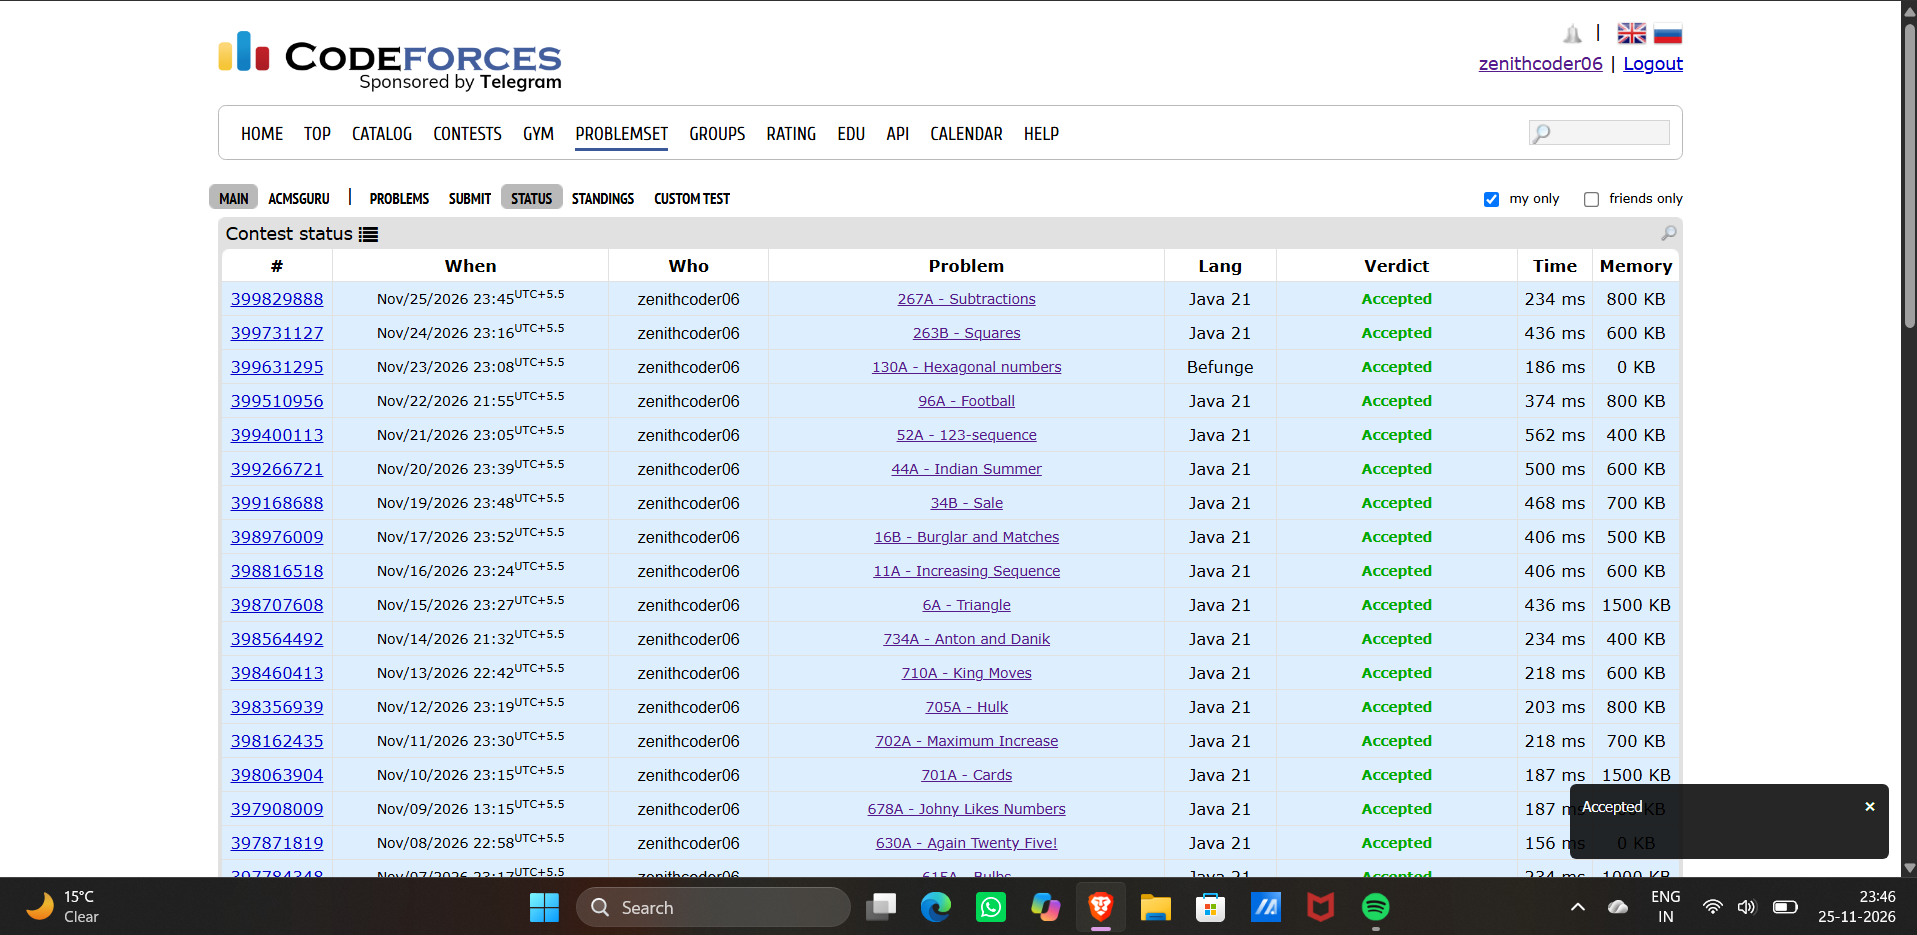 CODEFORCES
Sponsored by Telegram
zenithcoder06 | Logout
HOME TOP CATALOG CONTESTS GYM PROBLEMSET GROUPS RATING EDU API CALENDAR HELP
MAIN ACMSGURU | PROBLEMS SUBMIT STATUS STANDINGS CUSTOM TEST my only friends only
Contest status
# When Who Problem Lang Verdict Time Memory
399829888 Nov/25/2026 23:45UTC+5.5 zenithcoder06 267A - Subtractions Java 21 Accepted 234 ms 800 KB
399731127 Nov/24/2026 23:16UTC+5.5 zenithcoder06 263B - Squares Java 21 Accepted 436 ms 600 KB
399631295 Nov/23/2026 23:08UTC+5.5 zenithcoder06 130A - Hexagonal numbers Befunge Accepted 186 ms 0 KB
399510956 Nov/22/2026 21:55UTC+5.5 zenithcoder06 96A - Football Java 21 Accepted 374 ms 800 KB
399400113 Nov/21/2026 23:05UTC+5.5 zenithcoder06 52A - 123-sequence Java 21 Accepted 562 ms 400 KB
399266721 Nov/20/2026 23:39UTC+5.5 zenithcoder06 44A - Indian Summer Java 21 Accepted 500 ms 600 KB
399168688 Nov/19/2026 23:48UTC+5.5 zenithcoder06 34B - Sale Java 21 Accepted 468 ms 700 KB
398976009 Nov/17/2026 23:52UTC+5.5 zenithcoder06 16B - Burglar and Matches Java 21 Accepted 406 ms 500 KB
398816518 Nov/16/2026 23:24UTC+5.5 zenithcoder06 11A - Increasing Sequence Java 21 Accepted 406 ms 600 KB
398707608 Nov/15/2026 23:27UTC+5.5 zenithcoder06 6A - Triangle Java 21 Accepted 436 ms 1500 KB
398564492 Nov/14/2026 21:32UTC+5.5 zenithcoder06 734A - Anton and Danik Java 21 Accepted 234 ms 400 KB
398460413 Nov/13/2026 22:42UTC+5.5 zenithcoder06 710A - King Moves Java 21 Accepted 218 ms 600 KB
398356939 Nov/12/2026 23:19UTC+5.5 zenithcoder06 705A - Hulk Java 21 Accepted 203 ms 800 KB
398162435 Nov/11/2026 23:30UTC+5.5 zenithcoder06 702A - Maximum Increase Java 21 Accepted 218 ms 700 KB
398063904 Nov/10/2026 23:15UTC+5.5 zenithcoder06 701A - Cards Java 21 Accepted 187 ms 1500 KB
397908009 Nov/09/2026 13:15UTC+5.5 zenithcoder06 678A - Johny Likes Numbers Java 21 Accepted 187 ms KB
397871819 Nov/08/2026 22:58UTC+5.5 zenithcoder06 630A - Again Twenty Five! Java 21 Accepted 156 ms 0 KB
Accepted
15°C
Clear
Search
ENG
IN
23:46
25-11-2026